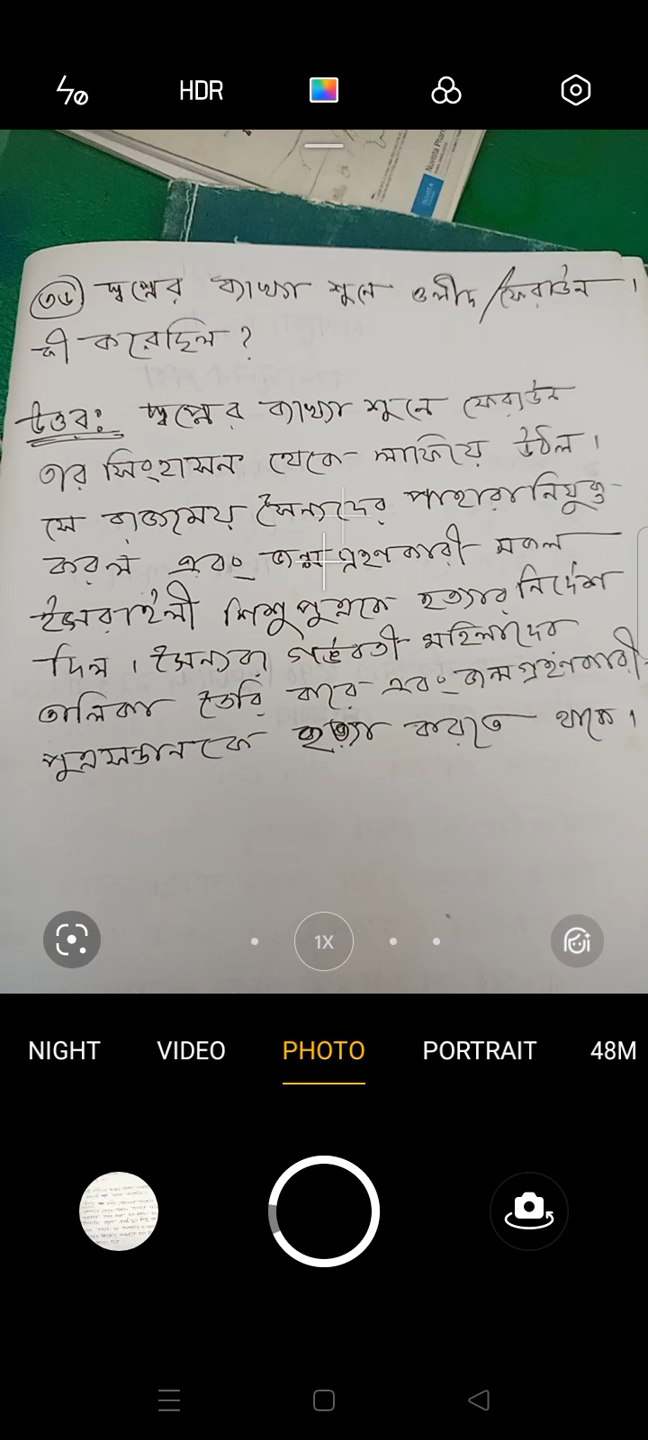 HDR
৩৬ স্বপ্নের ব্যাখ্যা শুনে ওলীদ/ফেরাউন।
কী করেছিল?
উত্তর: স্বপ্নের ব্যাখ্যা শুনে ফেরাউন
তার সিংহাসন থেকে লাফিয়ে উঠল।
সে রাজ্যময় সৈন্যদের পাহারা নিযুক্ত
করল এবং জন্মগ্রহণকারী সকল
ইসরাইলী শিশুপুত্রকে হত্যার নির্দেশ
দিল। সৈন্যরা গর্ভবতী মহিলাদের
তালিকা তৈরি করে এবং জন্মগ্রহণকারী
পুত্রসন্তানকে হত্যা করতে থাকে।
1X
NIGHT VIDEO PHOTO PORTRAIT 48M